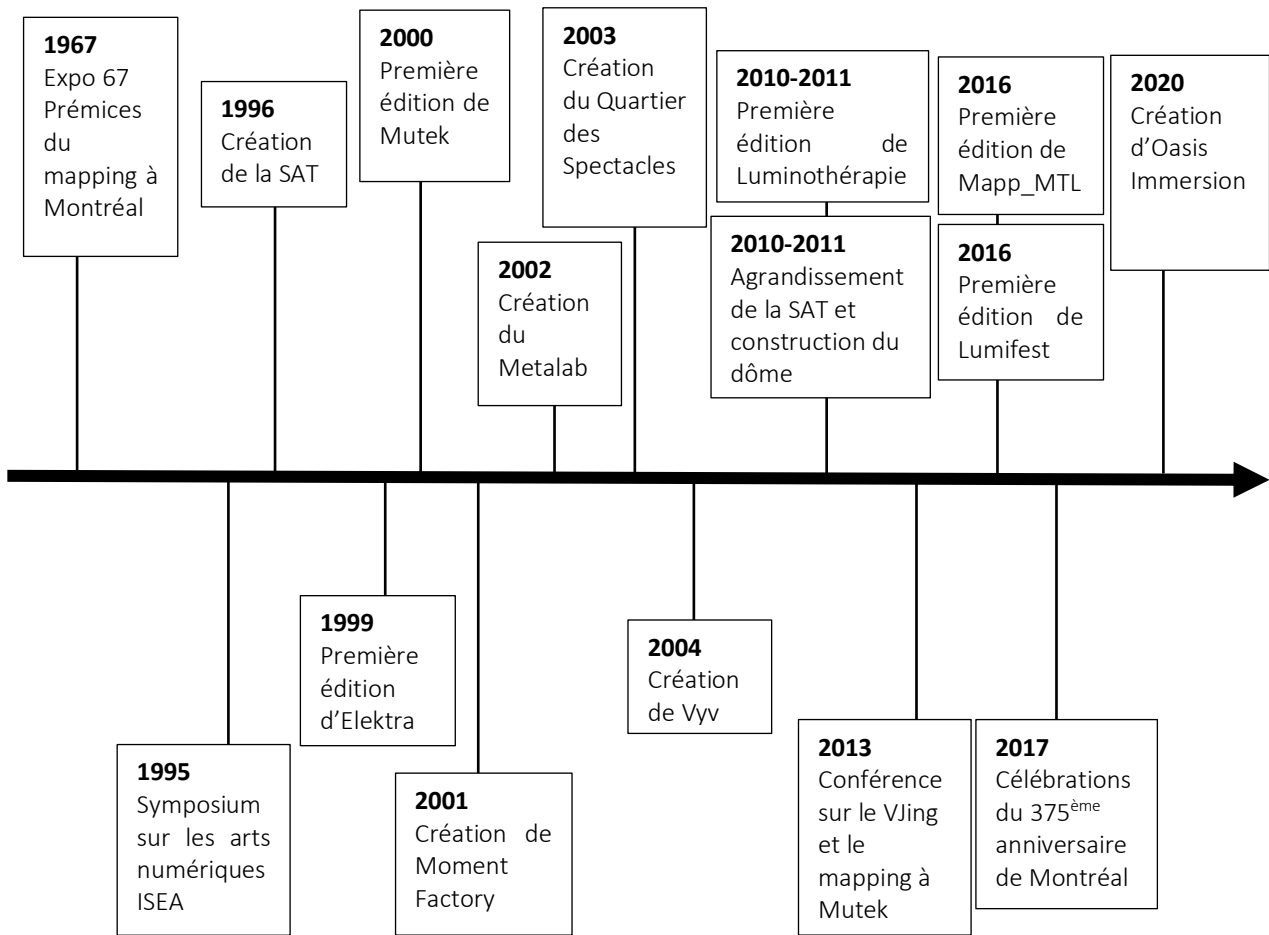 1967
Expo 67
Prémices
du
mapping à
Montréal
1996
Création
de la SAT
2000
Première
édition de
Mutek
2002
Création
du
Metalab
2003
Création
du Quartier
des
Spectacles
2010-2011
Première
édition de
Luminothérapie
2010-2011
Agrandissement
de la SAT et
construction du
dôme
2016
Première
édition de
Mapp_MTL
2016
Première
édition de
Lumifest
2020
Création
d’Oasis
Immersion
1995
Symposium
sur les arts
numériques
ISEA
1999
Première
édition
d’Elektra
2001
Création de
Moment
Factory
2004
Création
de Vyv
2013
Conférence
sur le VJing
et le
mapping à
Mutek
2017
Célébrations
du 375ème
anniversaire
de Montréal